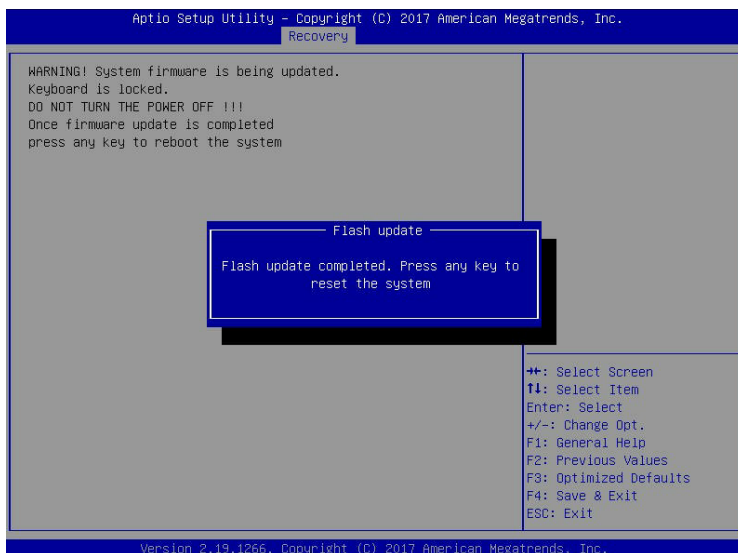 Aptio Setup Utility – Copyright (C) 2017 American Megatrends, Inc.
Recovery
WARNING! System firmware is being updated.
Keyboard is locked.
DO NOT TURN THE POWER OFF !!!
Once firmware update is completed
press any key to reboot the system
Flash update
Flash update completed. Press any key to
reset the system
→←: Select Screen
↑↓: Select Item
Enter: Select
+/-: Change Opt.
F1: General Help
F2: Previous Values
F3: Optimized Defaults
F4: Save & Exit
ESC: Exit
Version 2.19.1266. Copyright (C) 2017 American Megatrends, Inc.